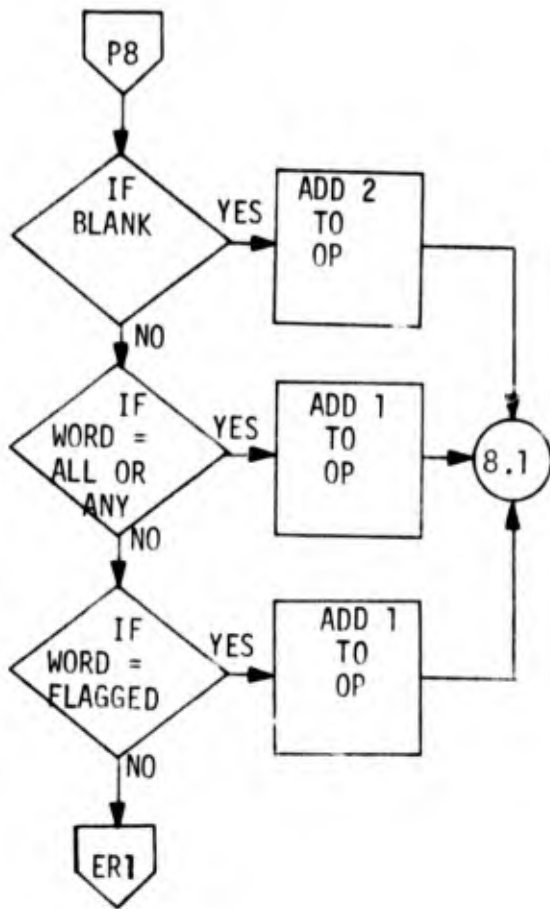 P8
IF
BLANK
YES
ADD 2
TO
OP
NO
IF
WORD =
ALL OR
ANY
YES
ADD 1
TO
OP
8.1
NO
IF
WORD =
ELAGGED
YES
ADD 1
TO
OP
NO
ER1